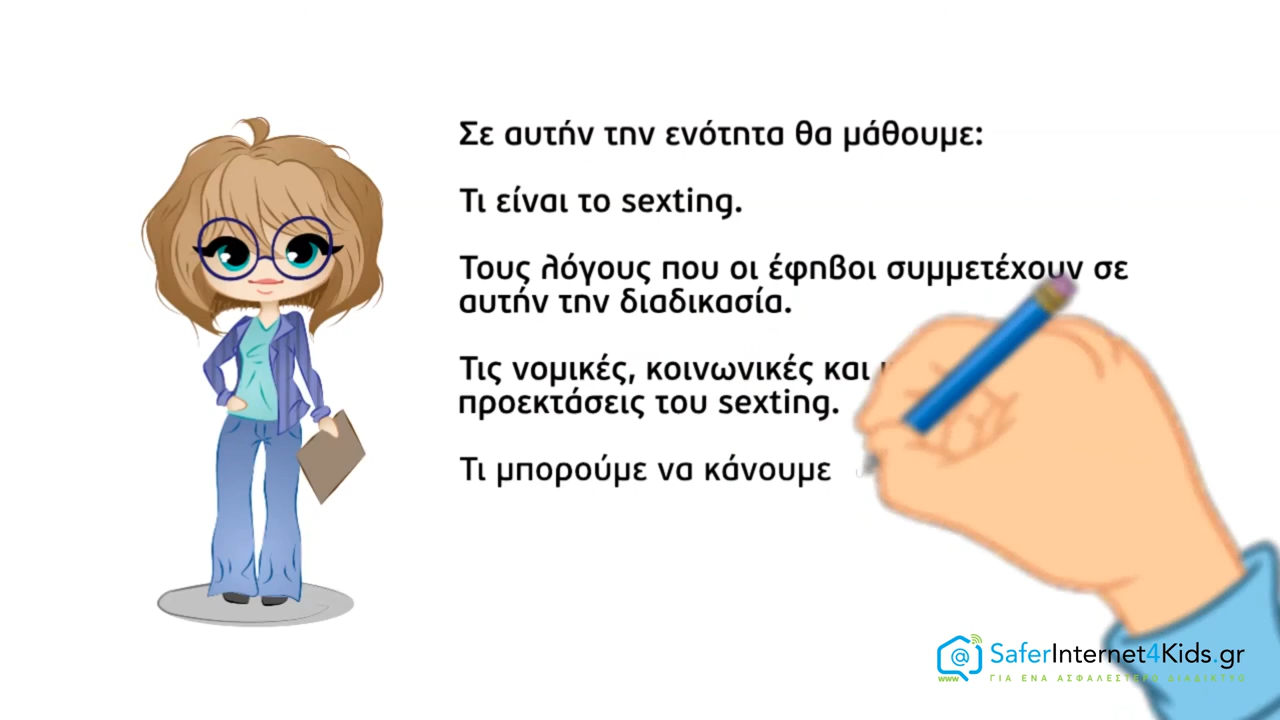 Σε αυτήν την ενότητα θα μάθουμε:
Τι είναι το sexting.
Τους λόγους που οι έφηβοι συμμετέχουν σε
αυτήν την διαδικασία.
Τις νομικές, κοινωνικές και
προεκτάσεις του sexting.
Τι μπορούμε να κάνουμε
@
www
SaferInternet4Kids.gr
ΓΙΑ ΕΝΑ ΑΣΦΑΛΕΣΤΕΡΟ ΔΙΑΔΙΚΤΥΟ